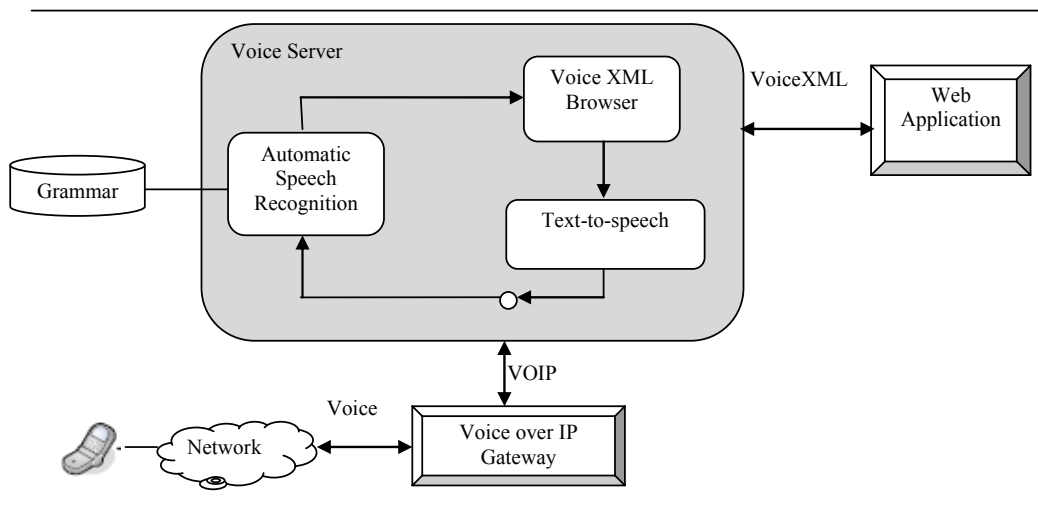 Voice Server
Voice XML
Browser
VoiceXML
Web
Application
Automatic
Speech
Recognition
Grammar
Text-to-speech
VOIP
Voice
Network
Voice over IP
Gateway